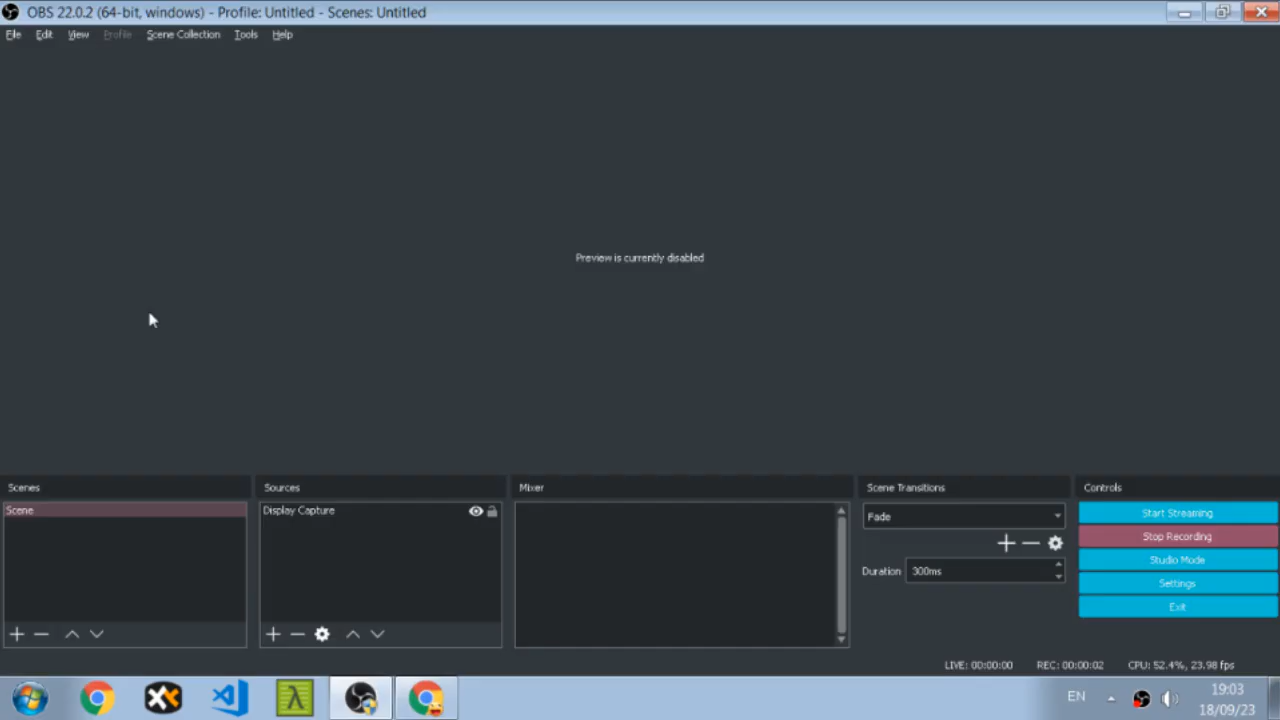 OBS 22.0.2 (64-bit, windows) - Profile: Untitled - Scenes: Untitled
File Edit View Profile Scene Collection Tools Help
Preview is currently disabled
Scenes
Scene
Sources
Display Capture
Mixer
Scene Transitions
Fade
Duration 300ms
Controls
Start Streaming
Stop Recording
Studio Mode
Settings
Exit
LIVE: 00:00:00 REC: 00:00:02 CPU: 52.4%, 23.98 fps
EN
19:03
18/09/23